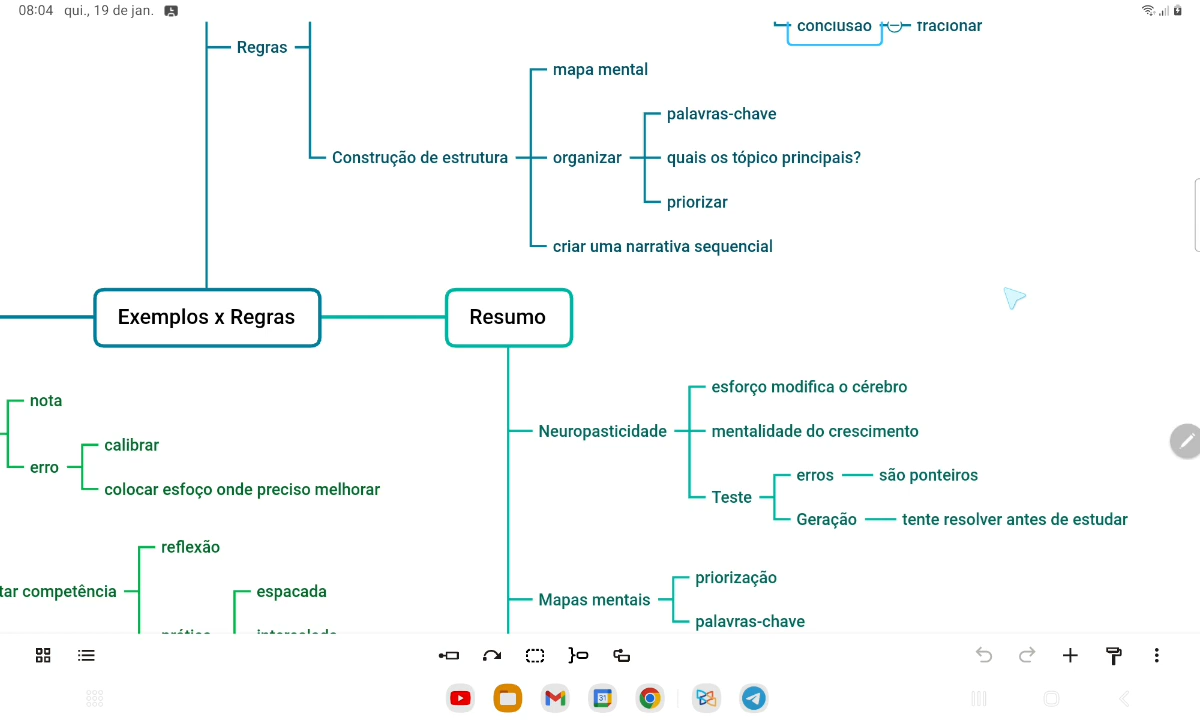 08:04 qui., 19 de jan.
conclusão
fracionar
Regras
mapa mental
palavras-chave
Construção de estrutura
organizar
quais os tópico principais?
priorizar
criar uma narrativa sequencial
Exemplos x Regras
Resumo
esforço modifica o cérebro
nota
Neuropasticidade
mentalidade do crescimento
calibrar
erro
erros
são ponteiros
colocar esfoço onde preciso melhorar
Teste
Geração
tente resolver antes de estudar
reflexão
priorização
tar competência
espacada
Mapas mentais
palavras-chave
31